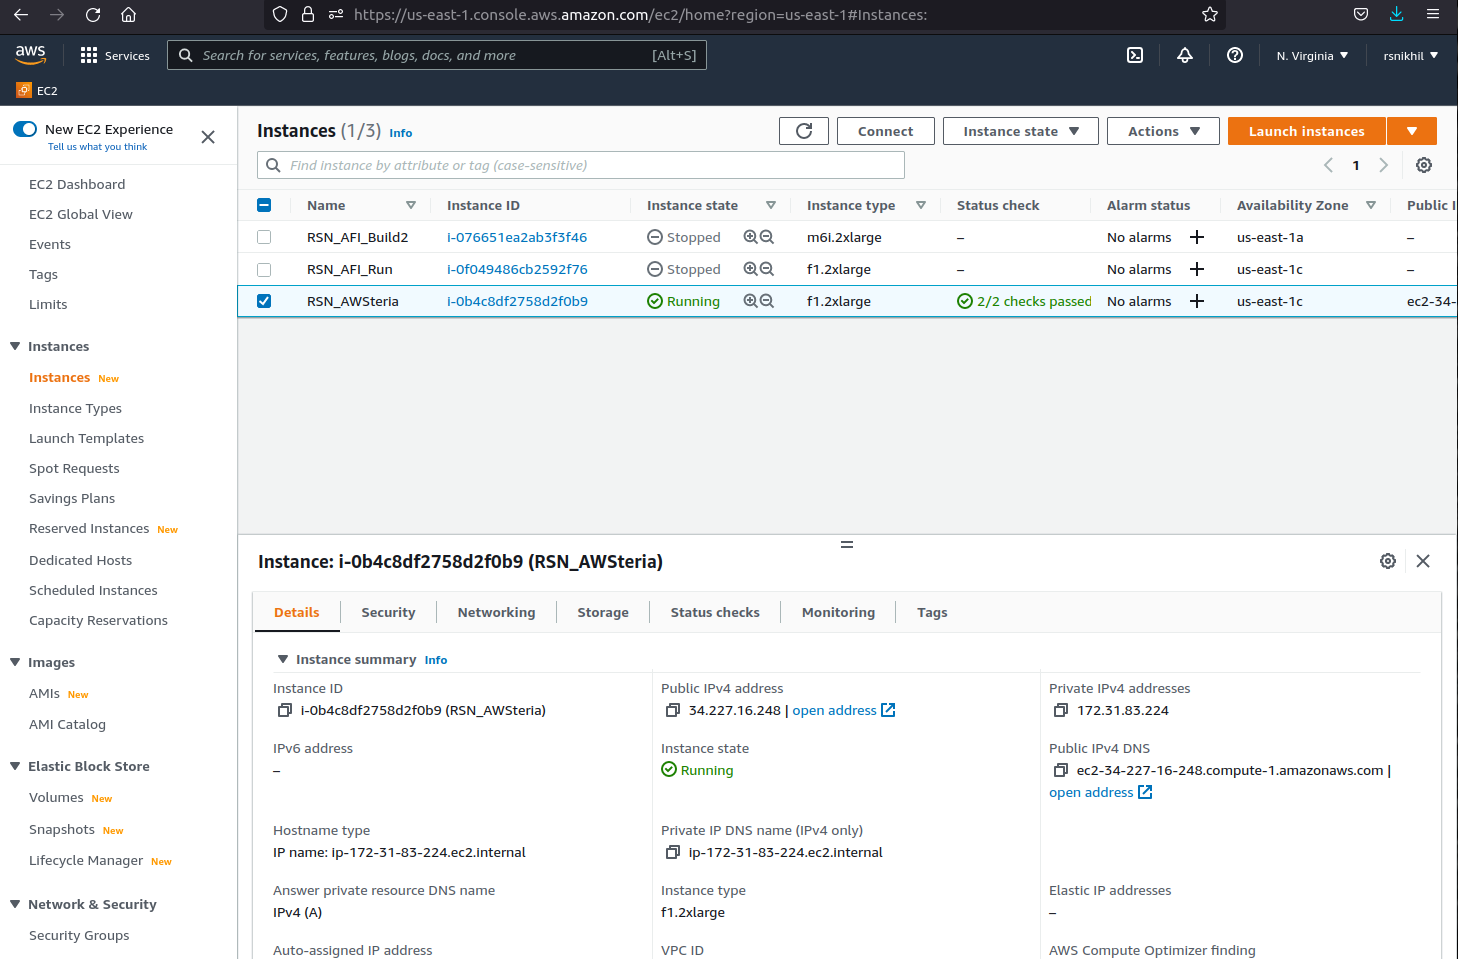 https://us-east-1.console.aws.amazon.com/ec2/home?region=us-east-1#Instances:
aws
Services
Search for services, features, blogs, docs, and more
[Alt+S]
N. Virginia
rsnikhil
EC2
New EC2 Experience
Tell us what you think
EC2 Dashboard
EC2 Global View
Events
Tags
Limits
Instances
Instances New
Instance Types
Launch Templates
Spot Requests
Savings Plans
Reserved Instances New
Dedicated Hosts
Scheduled Instances
Capacity Reservations
Images
AMIs New
AMI Catalog
Elastic Block Store
Volumes New
Snapshots New
Lifecycle Manager New
Network & Security
Security Groups
Instances (1/3) Info
Connect
Instance state
Actions
Launch instances
Find instance by attribute or tag (case-sensitive)
1
Name Instance ID Instance state Instance type Status check Alarm status Availability Zone Public I
RSN_AFI_Build2 i-076651ea2ab3f3f46 Stopped m6i.2xlarge – No alarms + us-east-1a –
RSN_AFI_Run i-0f049486cb2592f76 Stopped f1.2xlarge – No alarms + us-east-1c –
RSN_AWSteria i-0b4c8df2758d2f0b9 Running f1.2xlarge 2/2 checks passed No alarms + us-east-1c ec2-34-
Instance: i-0b4c8df2758d2f0b9 (RSN_AWSteria)
Details Security Networking Storage Status checks Monitoring Tags
Instance summary Info
Instance ID
i-0b4c8df2758d2f0b9 (RSN_AWSteria)
Public IPv4 address
34.227.16.248 | open address
Private IPv4 addresses
172.31.83.224
IPv6 address
–
Instance state
Running
Public IPv4 DNS
ec2-34-227-16-248.compute-1.amazonaws.com |
open address
Hostname type
IP name: ip-172-31-83-224.ec2.internal
Private IP DNS name (IPv4 only)
ip-172-31-83-224.ec2.internal
Answer private resource DNS name
IPv4 (A)
Instance type
f1.2xlarge
Elastic IP addresses
–
Auto-assigned IP address
VPC ID
AWS Compute Optimizer finding